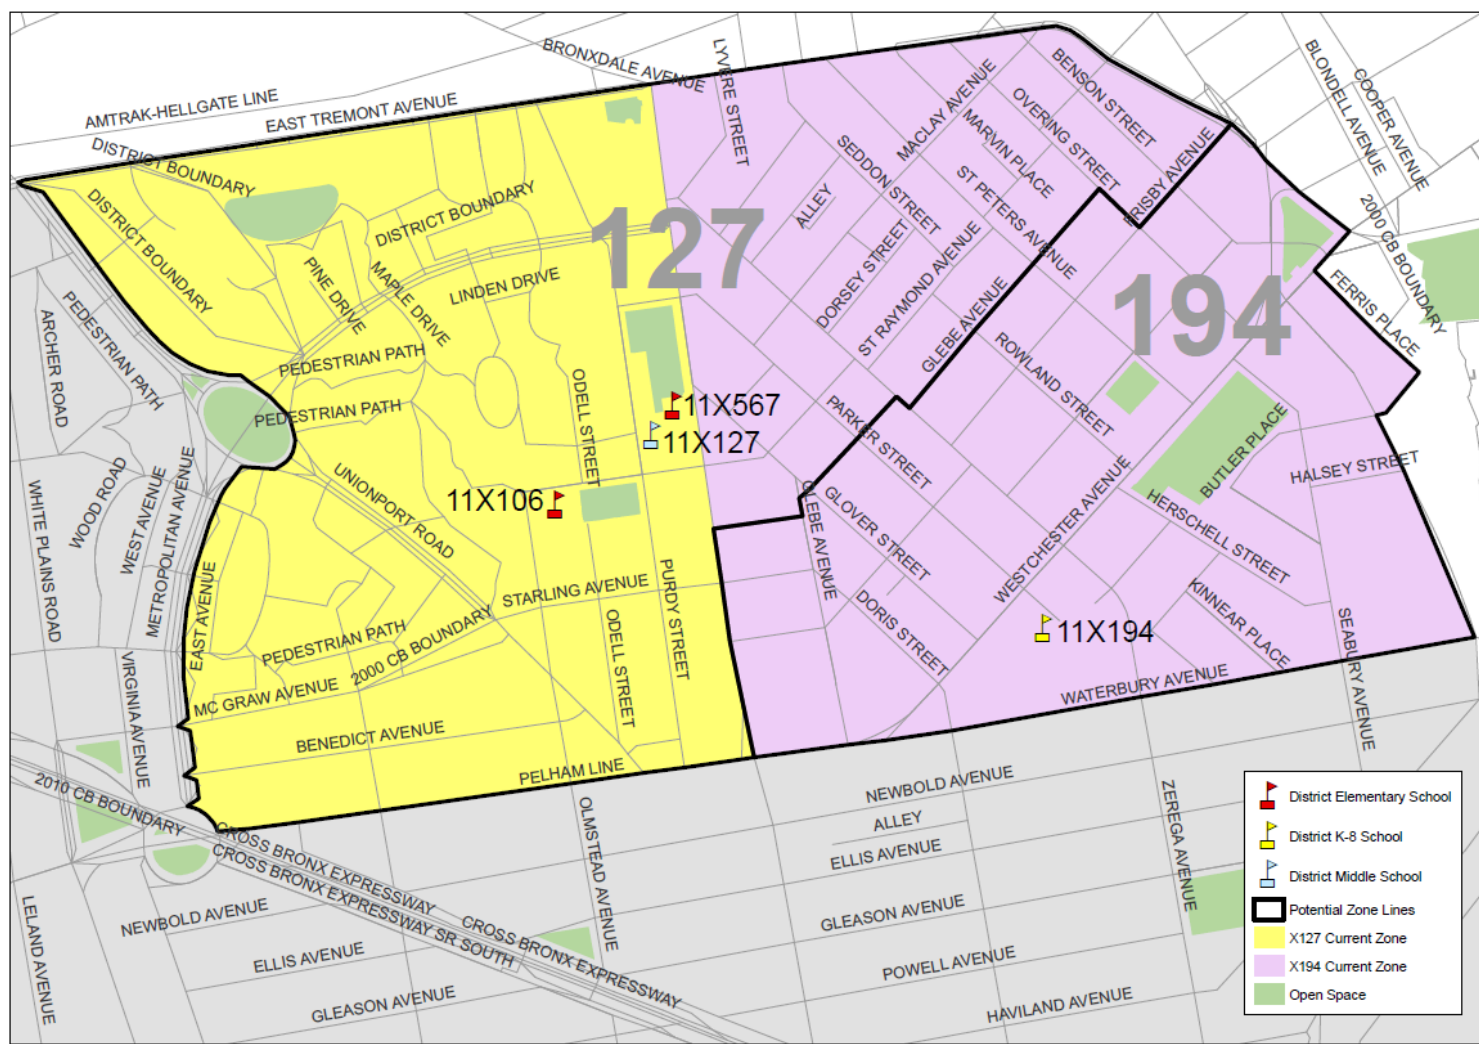 BRONXDALE AVENUE
LYVERE STREET
AMTRAK-HELLGATE LINE
EAST TREMONT AVENUE
DISTRICT BOUNDARY
DISTRICT BOUNDARY
DISTRICT BOUNDARY
BENSON STREET
BLONDELL AVENUE
COOPER AVENUE
MACLAY AVENUE
OVERING STREET
MARVIN PLACE
SEDDON STREET
ST PETERS AVENUE
FRISBY AVENUE
2000 CB BOUNDARY
ALLEY
DORSEY STREET
ST RAYMOND AVENUE
GLEBE AVENUE
127
194
PINE DRIVE
MAPLE DRIVE
LINDEN DRIVE
PEDESTRIAN PATH
PEDESTRIAN PATH
PEDESTRIAN PATH
ARCHER ROAD
FERRIS PLACE
ROWLAND STREET
ODELL STREET
11X567
11X127
11X106
PARKER STREET
BUTLER PLACE
HALSEY STREET
WHITE PLAINS ROAD
WOOD ROAD
WEST AVENUE
METROPOLITAN AVENUE
UNIONPORT ROAD
GLEBE AVENUE
GLOVER STREET
WESTCHESTER AVENUE
HERSCHELL STREET
EAST AVENUE
STARLING AVENUE
PURDY STREET
DORIS STREET
KINNEAR PLACE
SEABURY AVENUE
11X194
PEDESTRIAN PATH
2000 CB BOUNDARY
ODELL STREET
MC GRAW AVENUE
VIRGINIA AVENUE
WATERBURY AVENUE
BENEDICT AVENUE
PELHAM LINE
2010 CB BOUNDARY
NEWBOLD AVENUE
ALLEY
ELLIS AVENUE
OLMSTEAD AVENUE
ZEREGA AVENUE
CROSS BRONX EXPRESSWAY
CROSS BRONX EXPRESSWAY SR SOUTH
CROSS BRONX EXPRESSWAY
LELAND AVENUE
NEWBOLD AVENUE
ELLIS AVENUE
GLEASON AVENUE
GLEASON AVENUE
POWELL AVENUE
HAVILAND AVENUE
District Elementary School
District K-8 School
District Middle School
Potential Zone Lines
X127 Current Zone
X194 Current Zone
Open Space